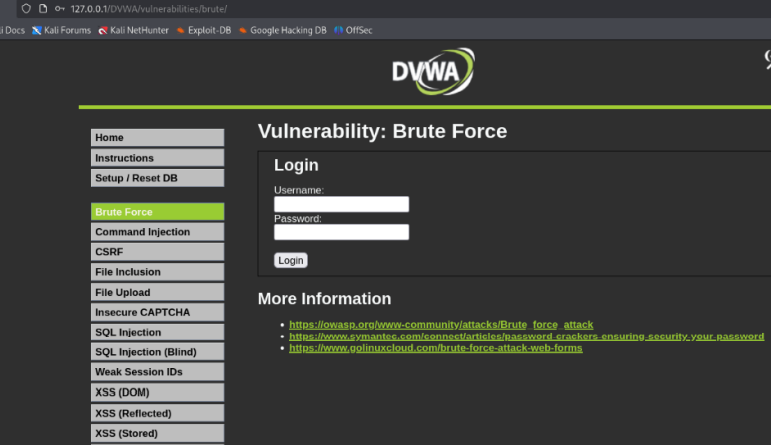 127.0.0.1/DVWA/vulnerabilities/brute/
li Docs Kali Forums Kali NetHunter Exploit-DB Google Hacking DB OffSec
DVWA
Vulnerability: Brute Force
Home
Instructions
Setup / Reset DB
Brute Force
Command Injection
CSRF
File Inclusion
File Upload
Insecure CAPTCHA
SQL Injection
SQL Injection (Blind)
Weak Session IDs
XSS (DOM)
XSS (Reflected)
XSS (Stored)
Login
Username:
Password:
Login
More Information
• https://owasp.org/www-community/attacks/Brute_force_attack
• https://www.symantec.com/connect/articles/password-crackers-ensuring-security-your-password
• https://www.golinuxcloud.com/brute-force-attack-web-forms